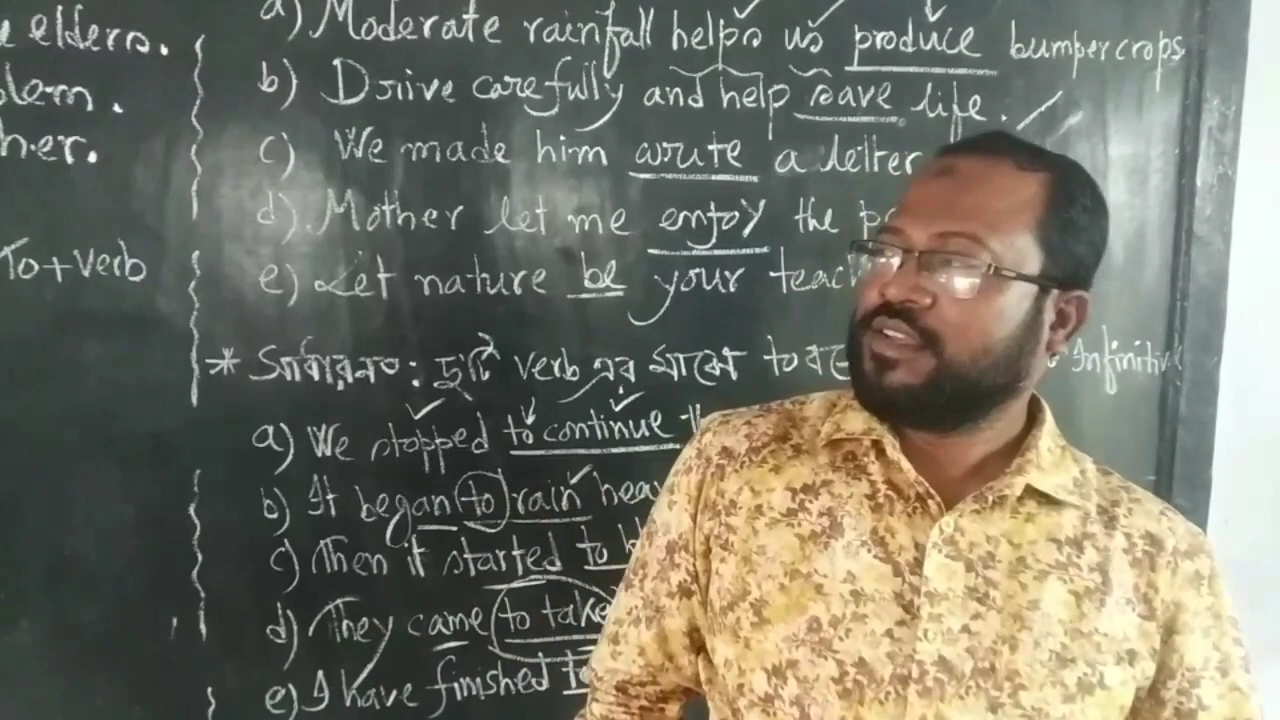 elders.
her.
To+verb
a) Moderate rainfall helps us produce bumper crops
b) Drive carefully and help save life.
c) We made him write a letter
d) Mother let me enjoy the
e) Let nature be your
* সাধারনত: দুটি verb এর মাঝে to Infinitive
a) We stopped to continue
b) It began to rain
c) Then it started to
d) They came to take
e) I have finished to